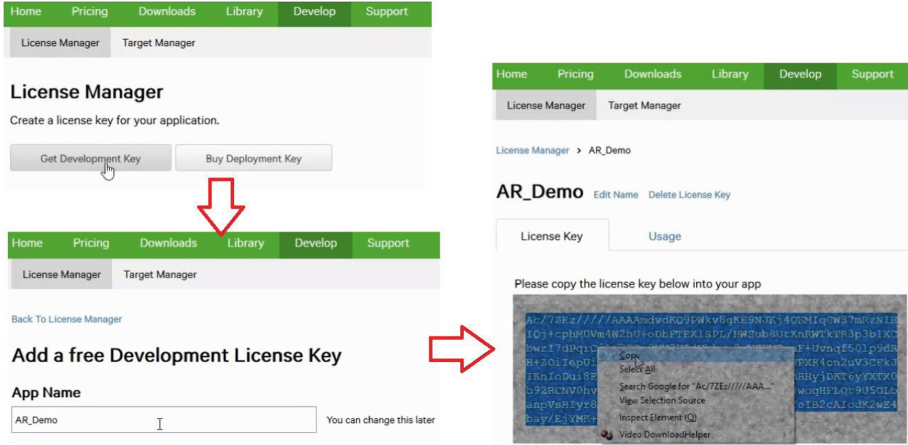 Home Pricing Downloads Library Develop Support
License Manager Target Manager
License Manager
Create a license key for your application.
Get Development Key Buy Deployment Key
Home Pricing Downloads Library Develop Support
License Manager Target Manager
Back To License Manager
Add a free Development License Key
App Name
AR_Demo You can change this later
Home Pricing Downloads Library Develop Support
License Manager Target Manager
License Manager > AR_Demo
AR_Demo Edit Name Delete License Key
License Key Usage
Please copy the license key below into your app
Copy
Select All
Search Google for "Ac/7ZEz/////AAA..."
View Selection Source
Inspect Element (Q)
Video DownloadHelper